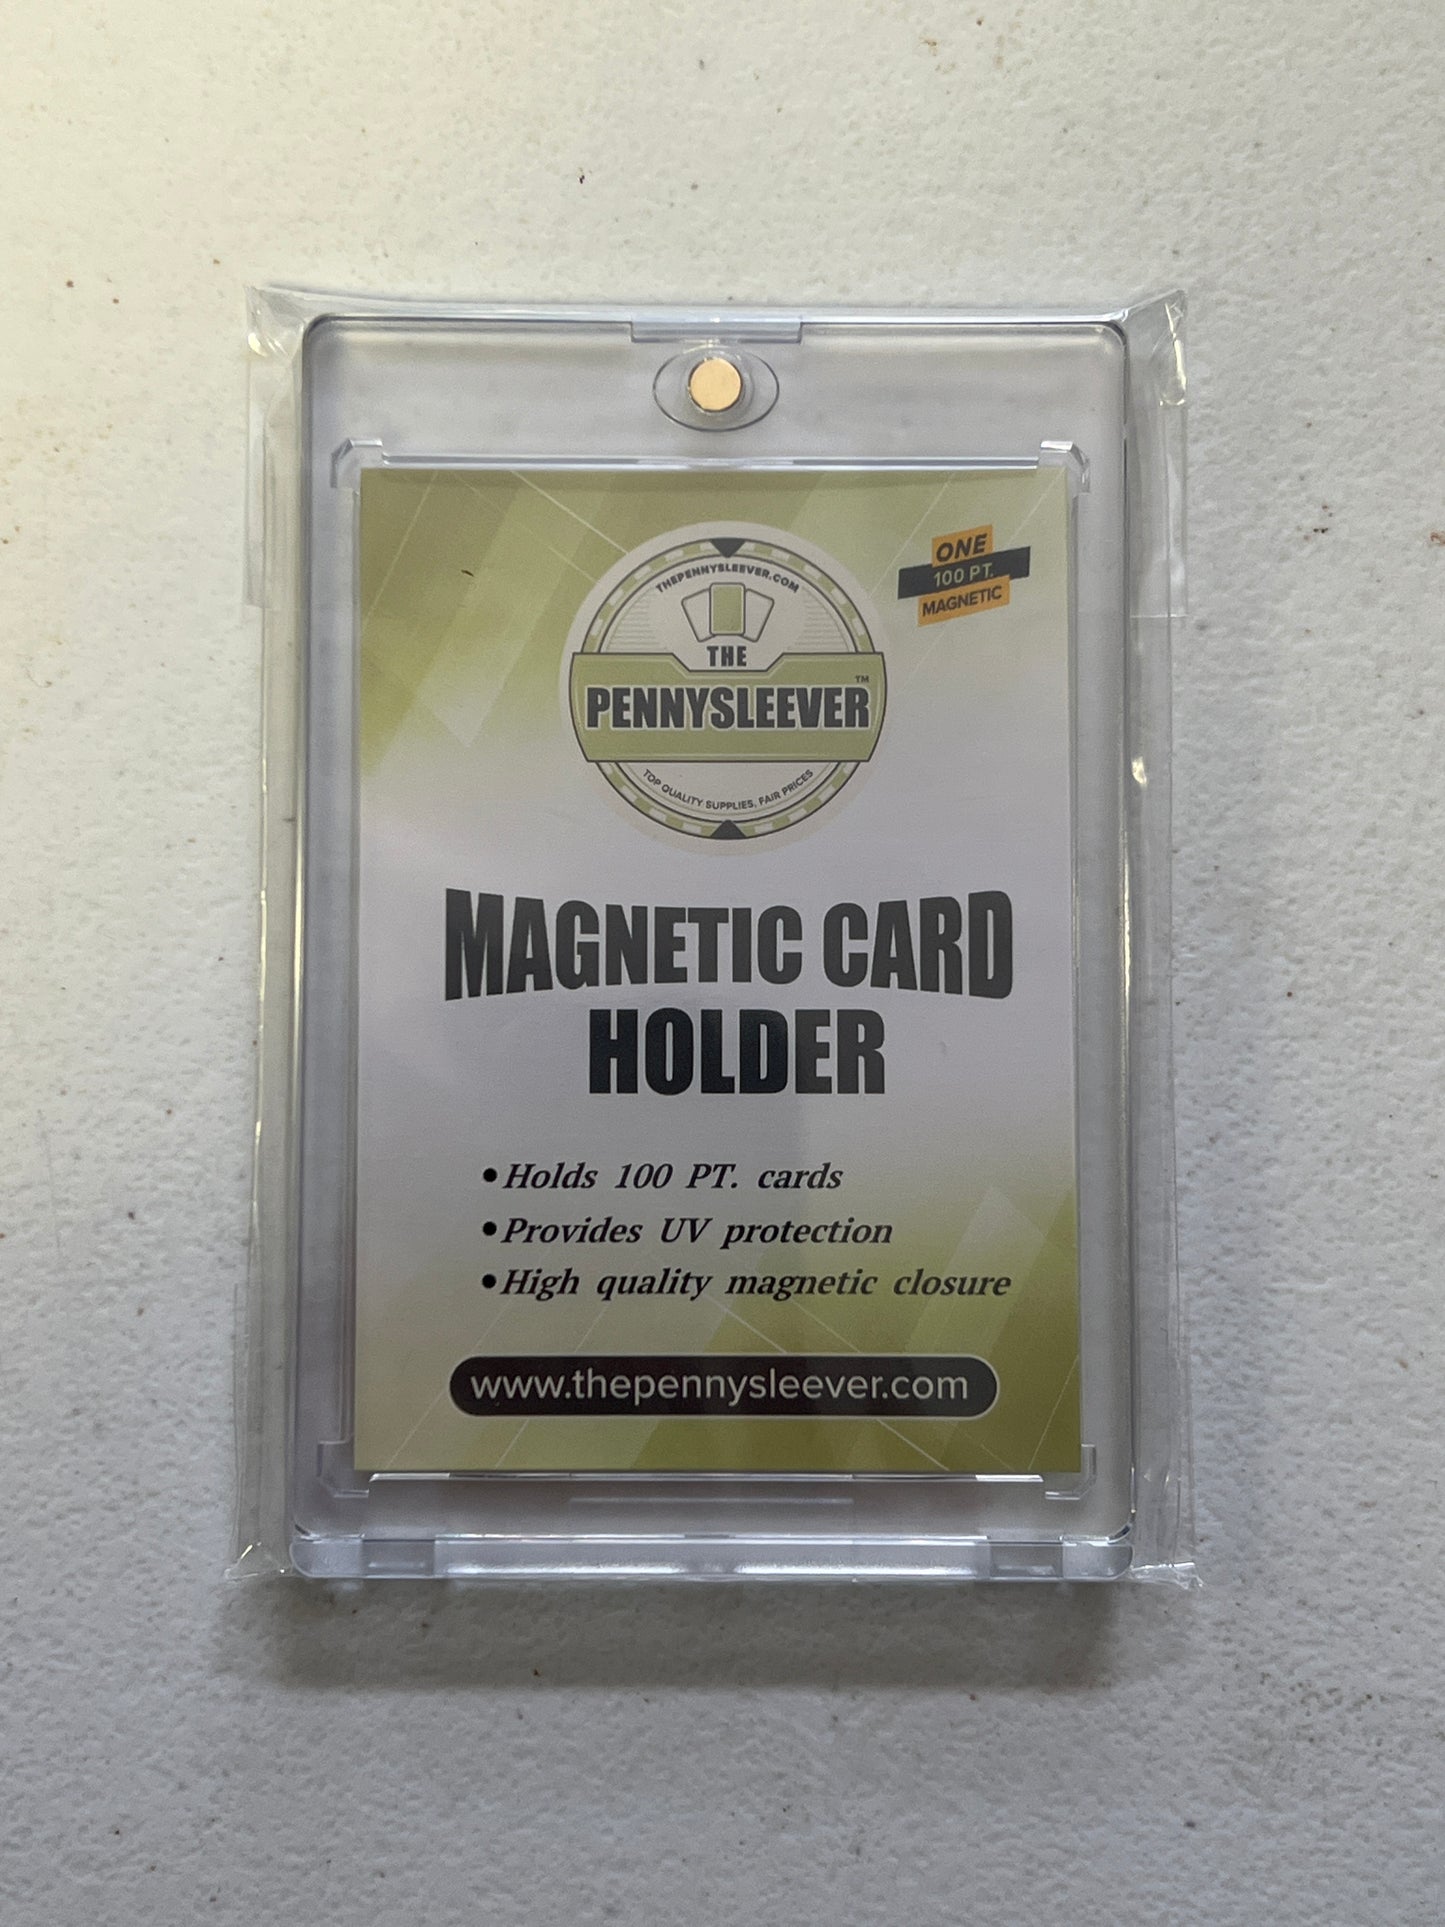 THEPENNYSLEEVER.COM
THE
PENNYSLEEVER™
TOP QUALITY SUPPLIES, FAIR PRICES
ONE
100 PT.
MAGNETIC
MAGNETIC CARD
HOLDER
•Holds 100 PT. cards
•Provides UV protection
•High quality magnetic closure
www.thepennysleever.com